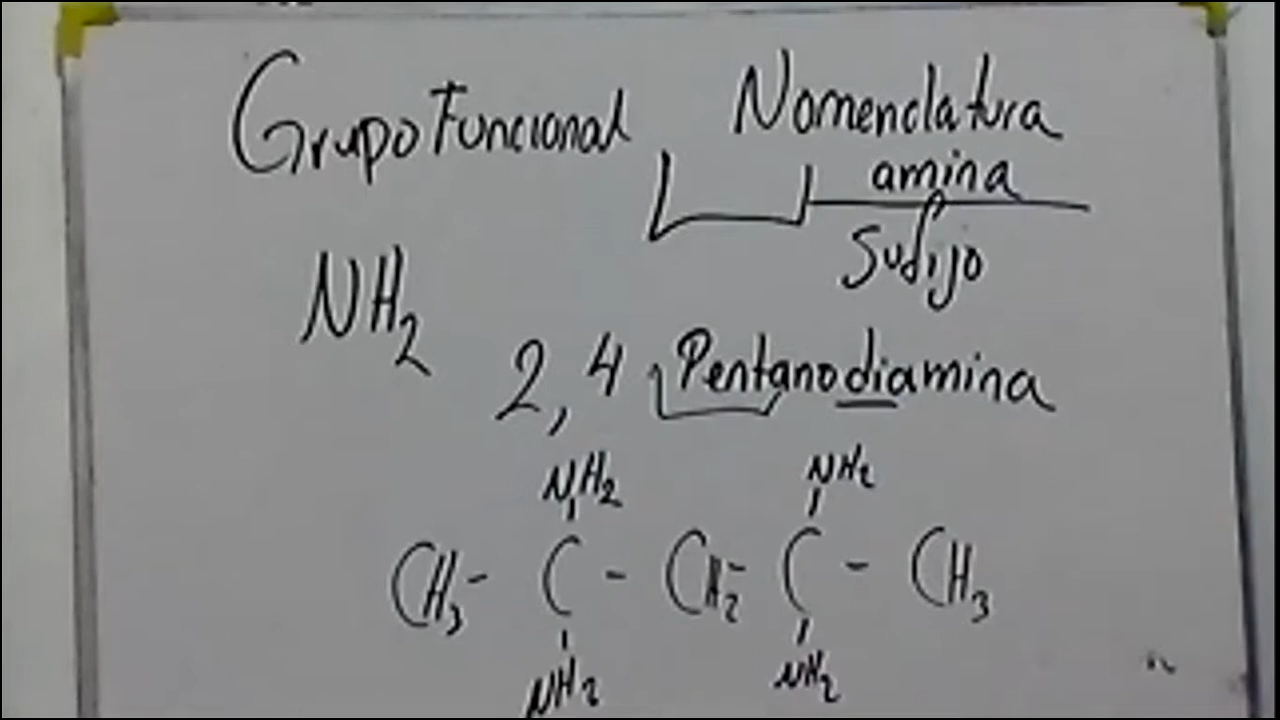 Grupo Funcional Nomenclatura
amina
Sufijo
NH2
2,4 Pentanodiamina
NH2 NH2
CH3 - C - CH2 - C - CH3
NH2 NH2